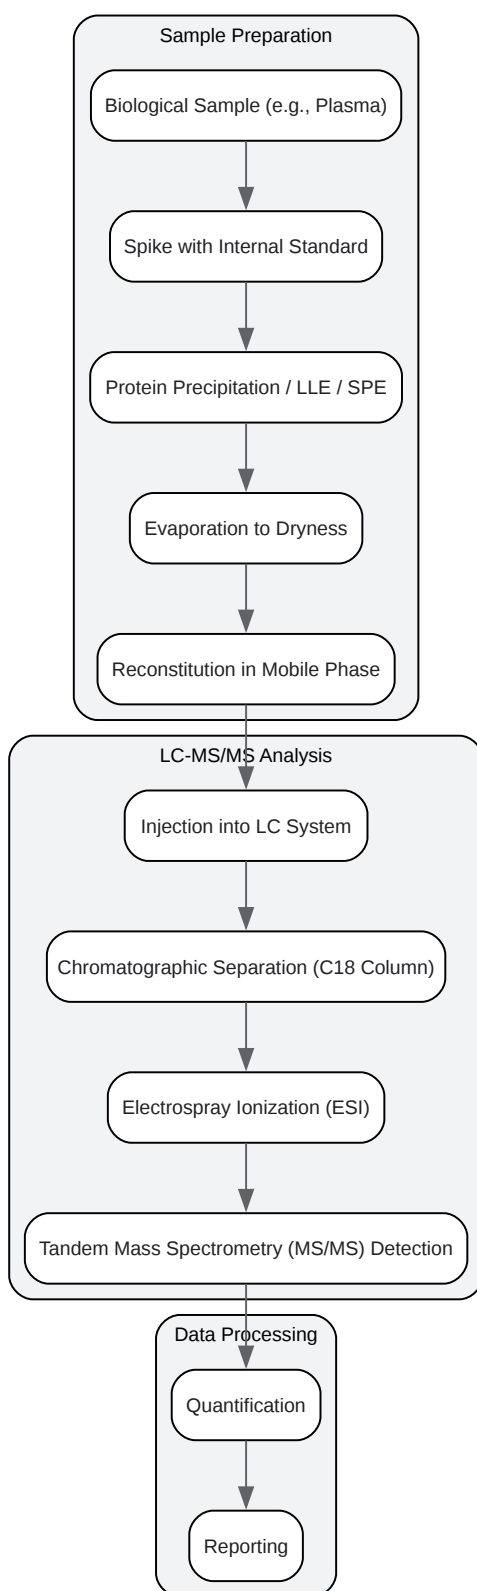 Sample Preparation
Biological Sample (e.g., Plasma)
Spike with Internal Standard
Protein Precipitation / LLE / SPE
Evaporation to Dryness
Reconstitution in Mobile Phase
LC-MS/MS Analysis
Injection into LC System
Chromatographic Separation (C18 Column)
Electrospray Ionization (ESI)
Tandem Mass Spectrometry (MS/MS) Detection
Data Processing
Quantification
Reporting